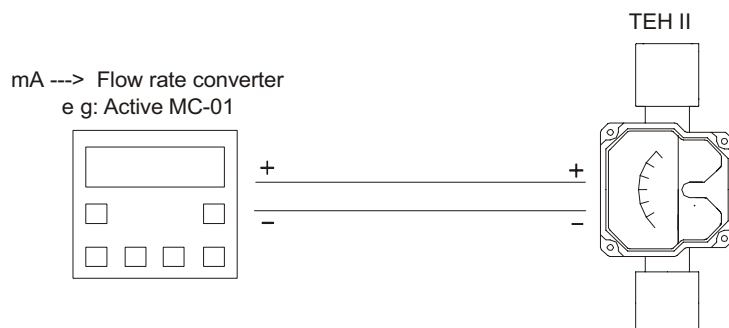 TEH II
mA ---> Flow rate converter
e g: Active MC-01
+ +
– –